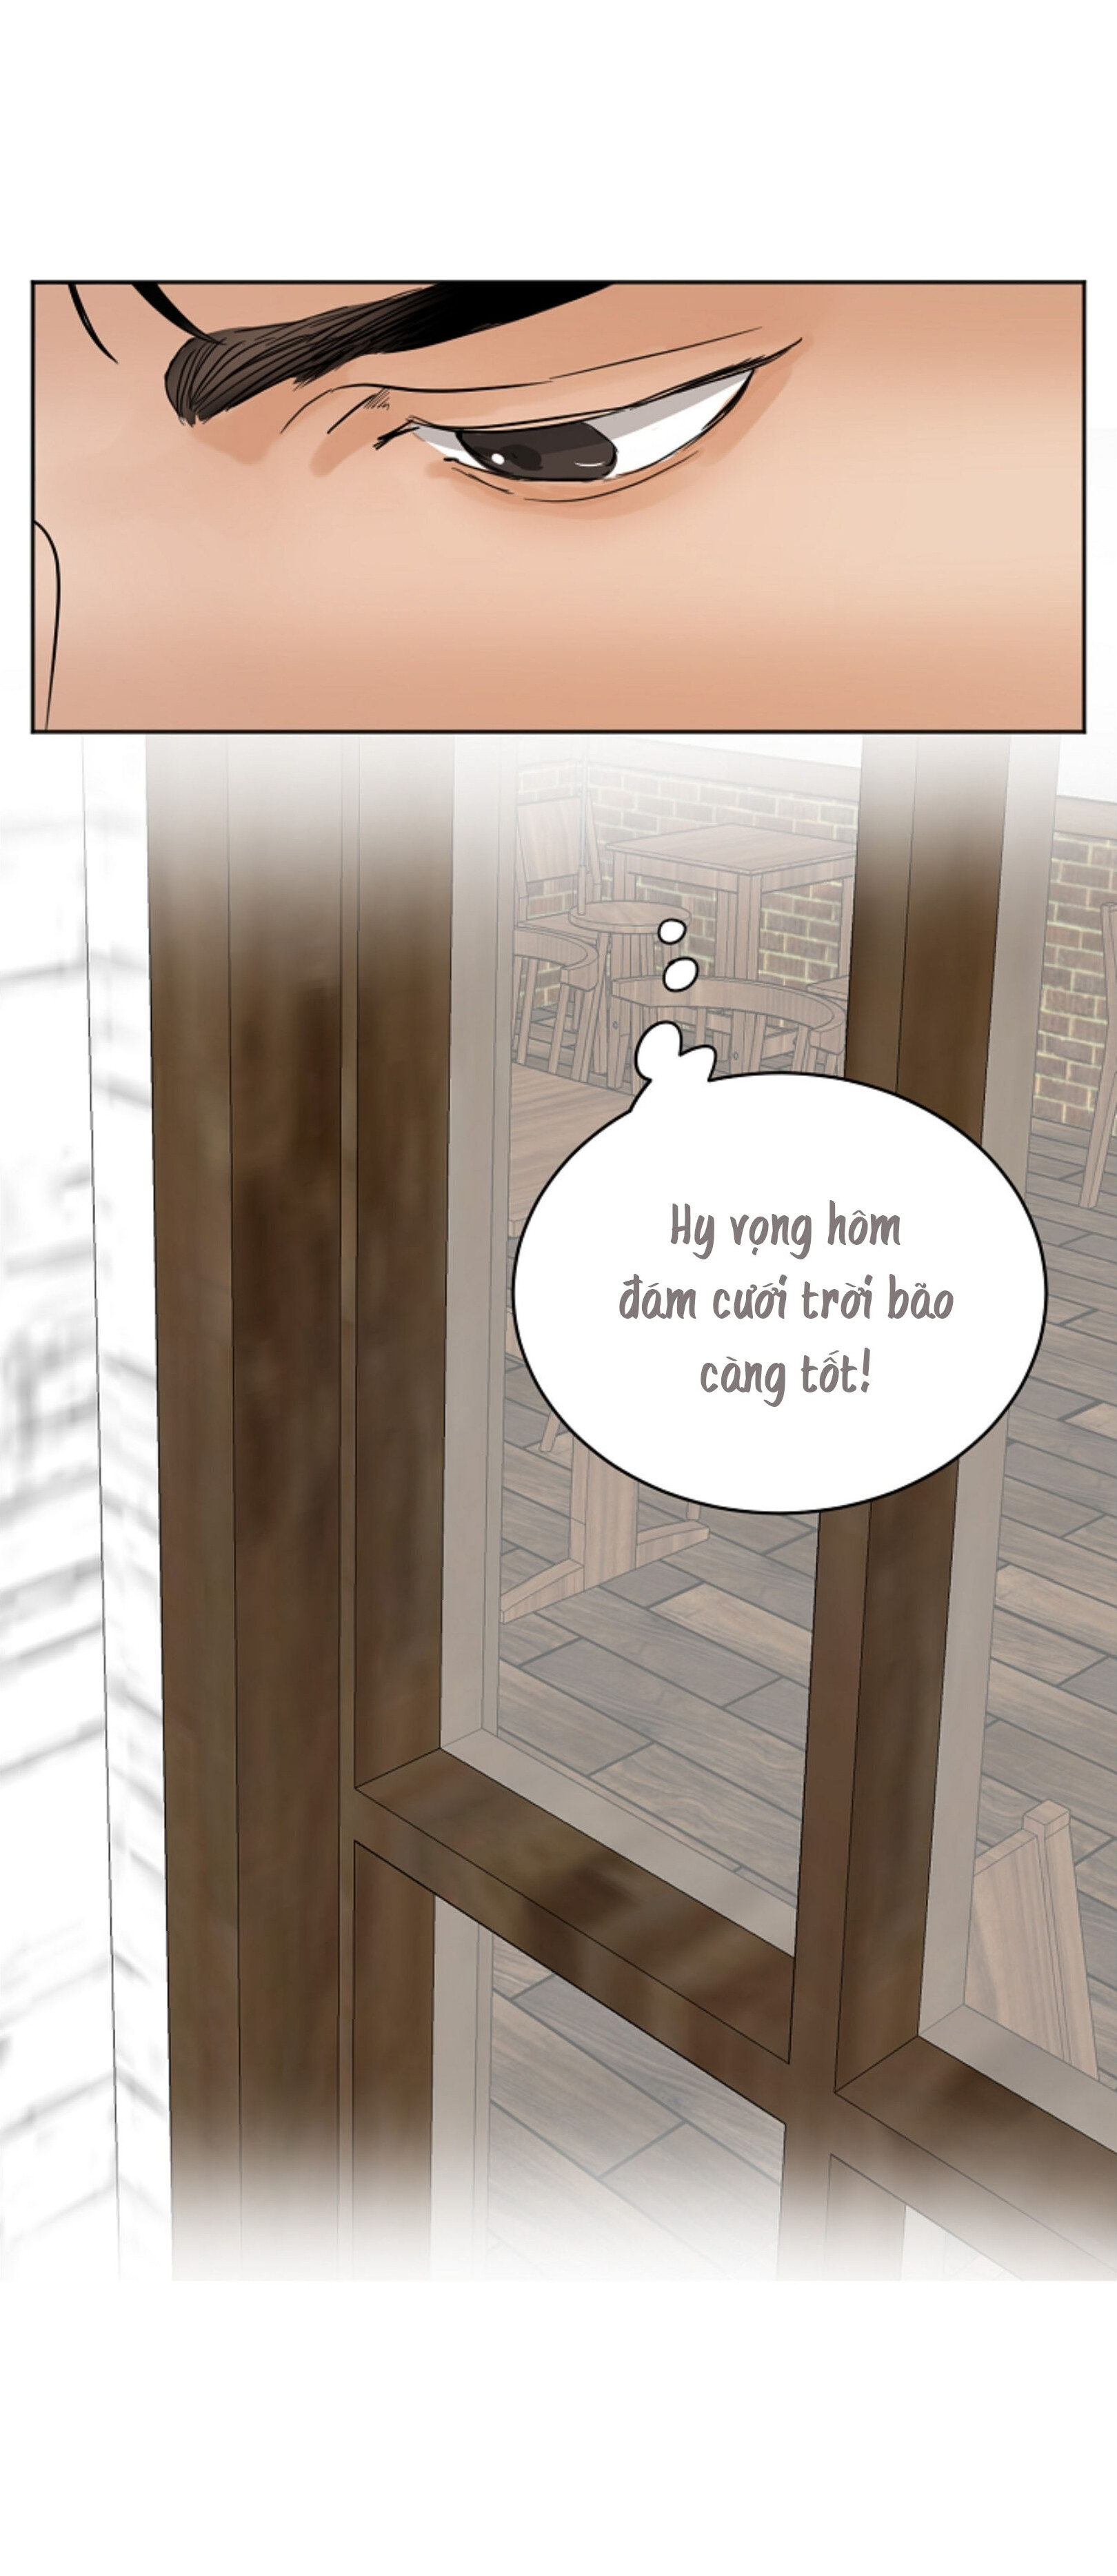 Hy vọng hôm
đám cưới trời bão
càng tốt!